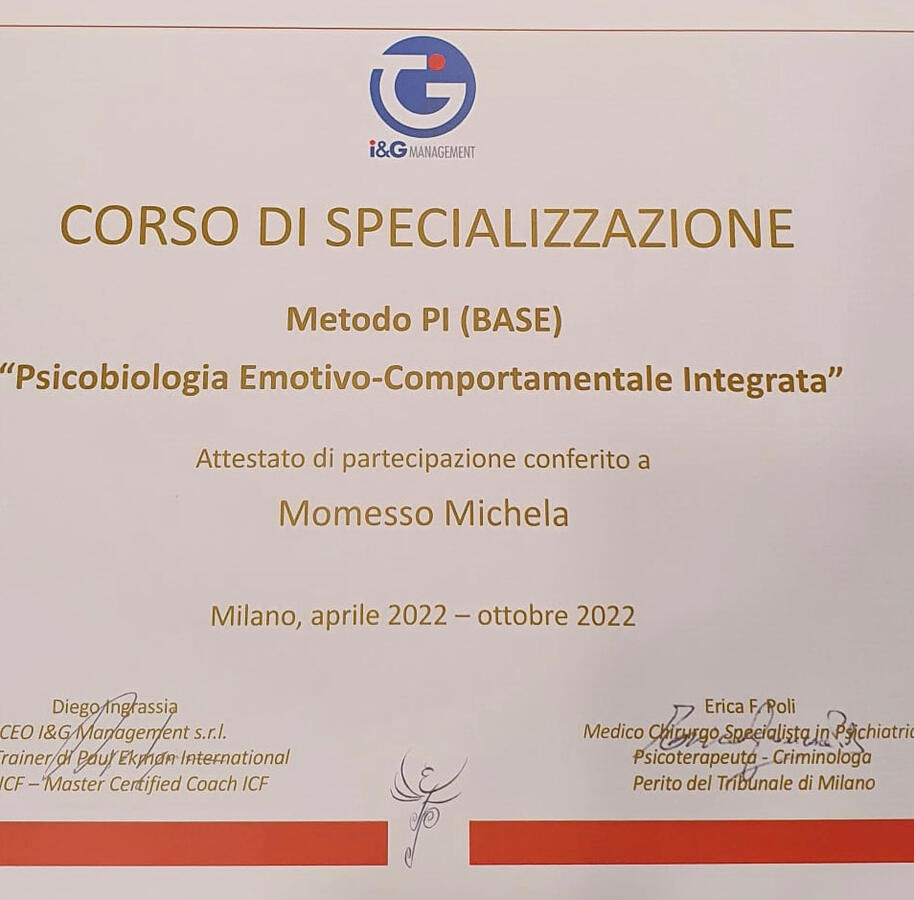 i&G MANAGEMENT
CORSO DI SPECIALIZZAZIONE
Metodo PI (BASE)
“Psicobiologia Emotivo-Comportamentale Integrata”
Attestato di partecipazione conferito a
Momesso Michela
Milano, aprile 2022 – ottobre 2022
Diego Ingrassia
CEO I&G Management s.r.l.
Trainer di Paul Ekman International
ICF – Master Certified Coach ICF
Erica F. Poli
Medico Chirurgo Specialista in Psichiatria
Psicoterapeuta - Criminologa
Perito del Tribunale di Milano